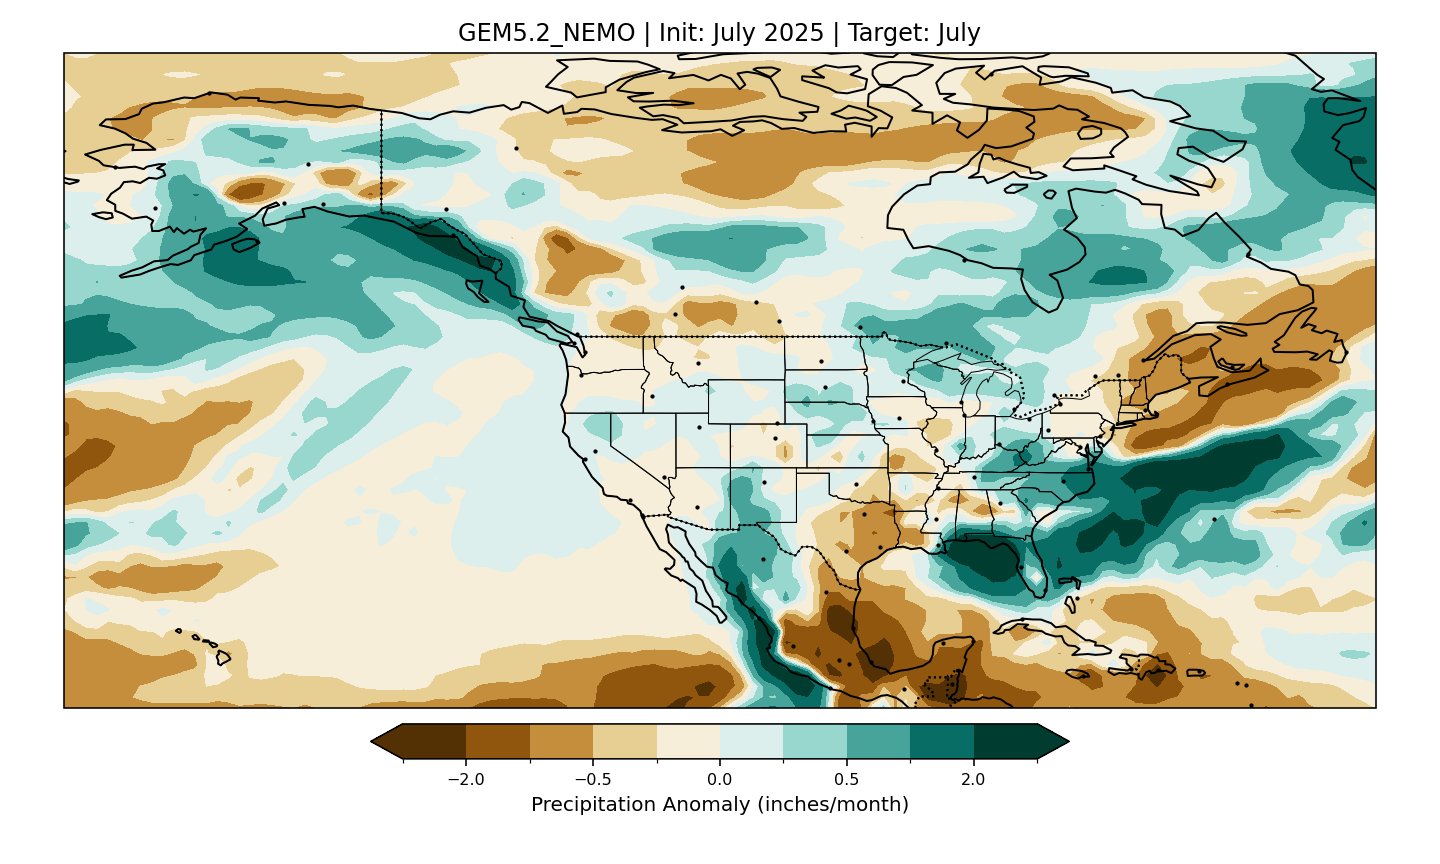 GEM5.2_NEMO | Init: July 2025 | Target: July
−2.0 −0.5 0.0 0.5 2.0
Precipitation Anomaly (inches/month)